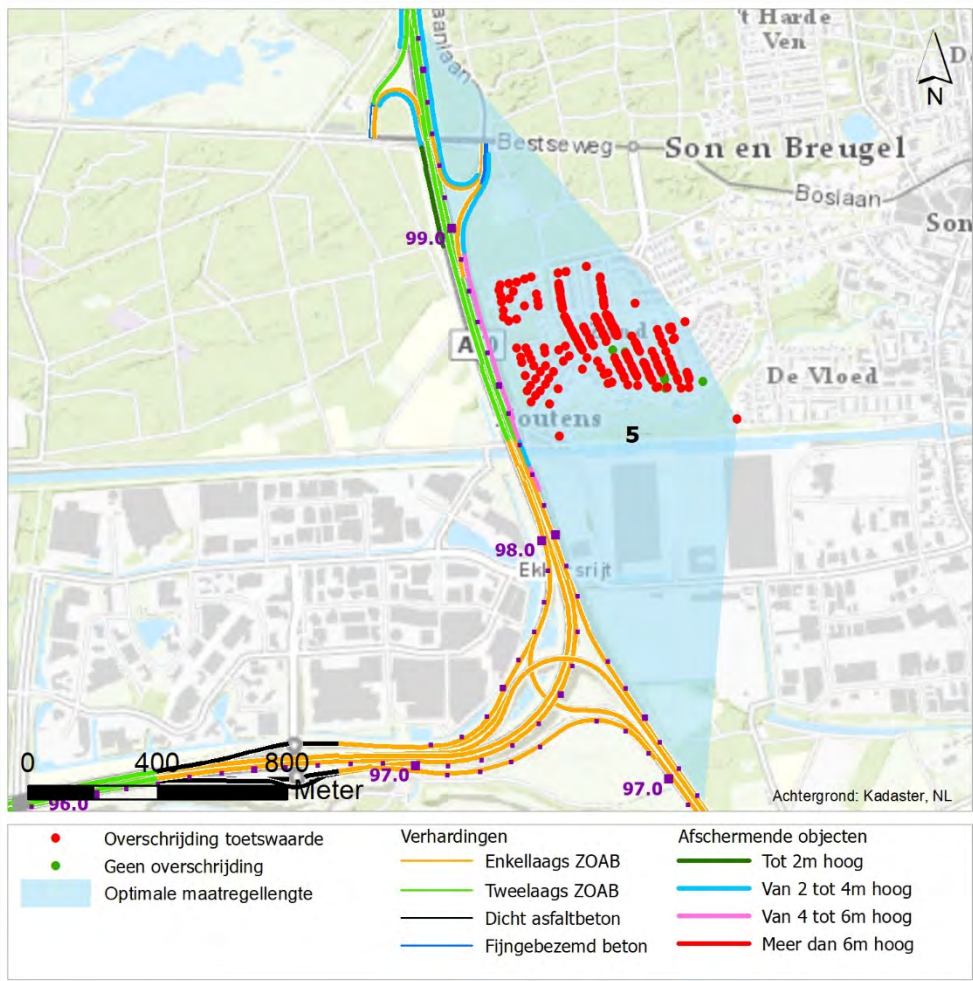 't Harde
Ven
N
Bestseweg
Son en Breugel
Boslaan
Son
99.0
A
De Vloed
5
98.0
0
400
800
Meter
97.0
97.0
96.0
Achtergrond: Kadaster, NL
Overschrijding toetswaarde
Geen overschrijding
Optimale maatregellengte
Verhardingen
Enkellaags ZOAB
Tweelaags ZOAB
Dicht asfaltbeton
Fijngebezemd beton
Afschermende objecten
Tot 2m hoog
Van 2 tot 4m hoog
Van 4 tot 6m hoog
Meer dan 6m hoog